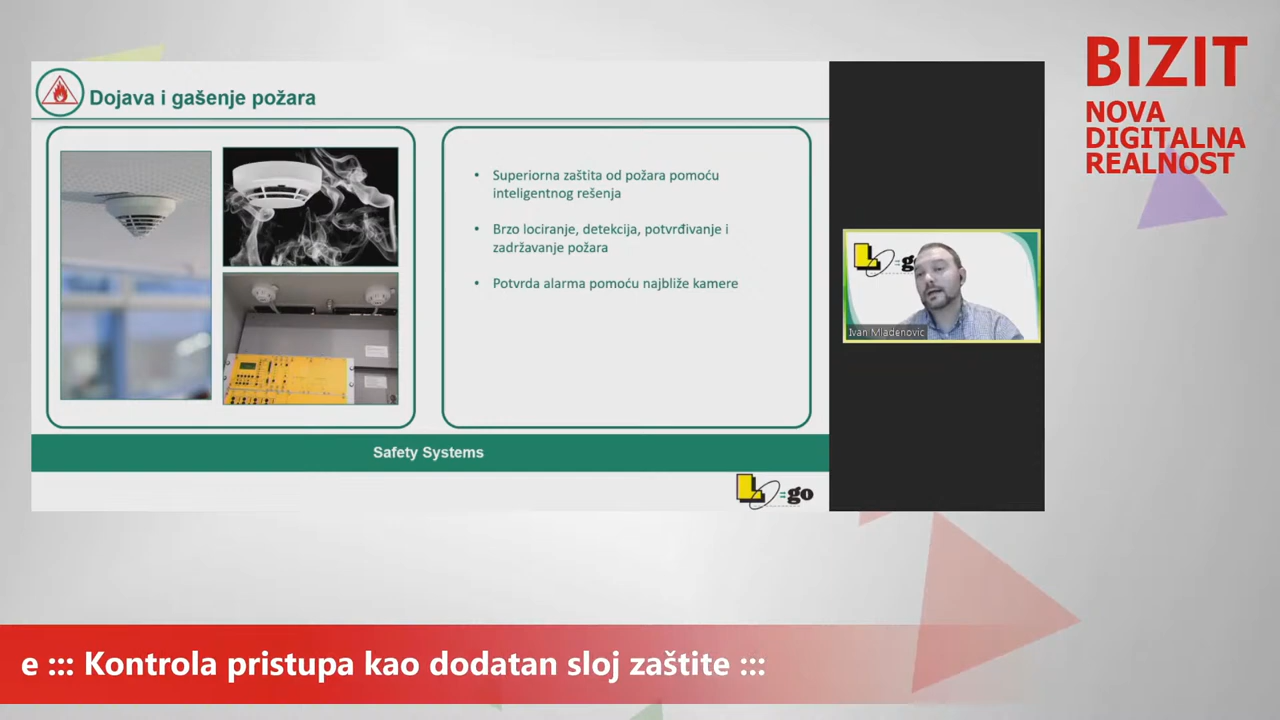 BIZIT
NOVA
DIGITALNA
REALNOST
Dojava i gašenje požara
• Superiorna zaštita od požara pomoću
inteligentnog rešenja
• Brzo lociranje, detekcija, potvrđivanje i
zadržavanje požara
• Potvrda alarma pomoću najbliže kamere
Ivan Mladenovic
Safety Systems
go
e ::: Kontrola pristupa kao dodatan sloj zaštite :::